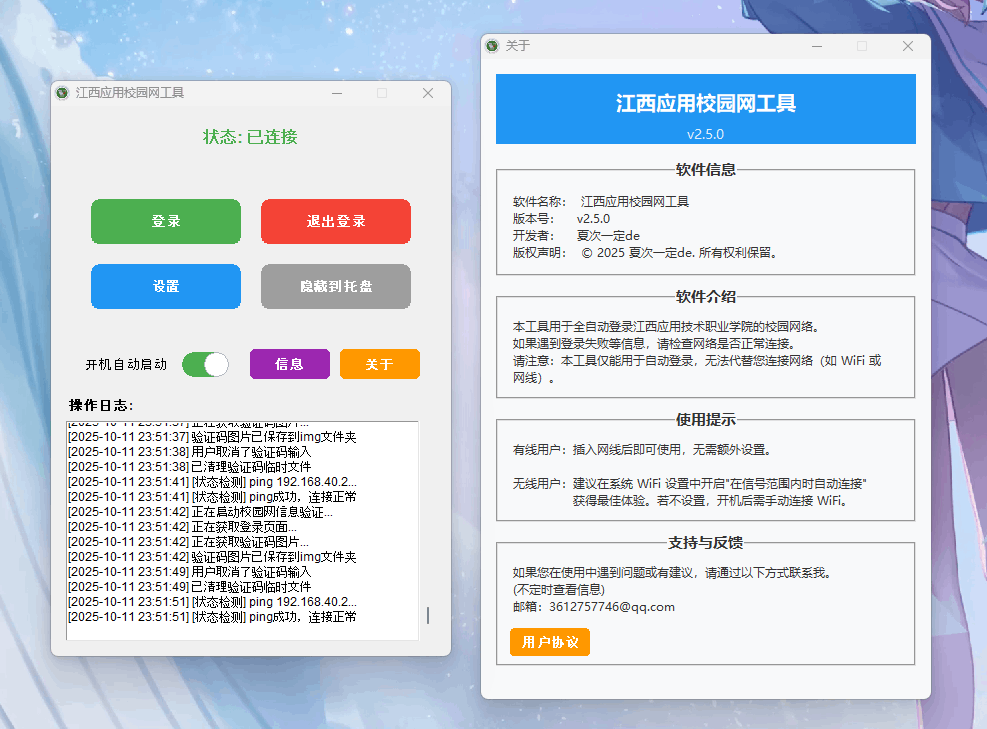 江西应用校园网工具
状态: 已连接
登录
退出登录
设置
隐藏到托盘
开机自动启动
信息
关于
操作日志:
[2025-10-11 23:51:37] 正在获取验证码图片...
[2025-10-11 23:51:37] 验证码图片已保存到img文件夹
[2025-10-11 23:51:38] 用户取消了验证码输入
[2025-10-11 23:51:38] 已清理验证码临时文件
[2025-10-11 23:51:41] [状态检测] ping 192.168.40.2...
[2025-10-11 23:51:41] [状态检测] ping成功，连接正常
[2025-10-11 23:51:42] 正在启动校园网信息验证...
[2025-10-11 23:51:42] 正在获取登录页面...
[2025-10-11 23:51:42] 正在获取验证码图片...
[2025-10-11 23:51:42] 验证码图片已保存到img文件夹
[2025-10-11 23:51:49] 用户取消了验证码输入
[2025-10-11 23:51:49] 已清理验证码临时文件
[2025-10-11 23:51:51] [状态检测] ping 192.168.40.2...
[2025-10-11 23:51:51] [状态检测] ping成功，连接正常
关于
江西应用校园网工具
v2.5.0
软件信息
软件名称： 江西应用校园网工具
版本号： v2.5.0
开发者： 夏次一定de
版权声明： © 2025 夏次一定de. 所有权利保留。
软件介绍
本工具用于全自动登录江西应用技术职业学院的校园网络。
如果遇到登录失败等信息，请检查网络是否正常连接。
请注意：本工具仅能用于自动登录，无法代替您连接网络（如 WiFi 或
网线）。
使用提示
有线用户：插入网线后即可使用，无需额外设置。
无线用户：建议在系统 WiFi 设置中开启"在信号范围内时自动连接"
获得最佳体验。若不设置，开机后需手动连接 WiFi。
支持与反馈
如果您在使用中遇到问题或有建议，请通过以下方式联系我。
(不定时查看信息)
邮箱：3612757746@qq.com
用户协议